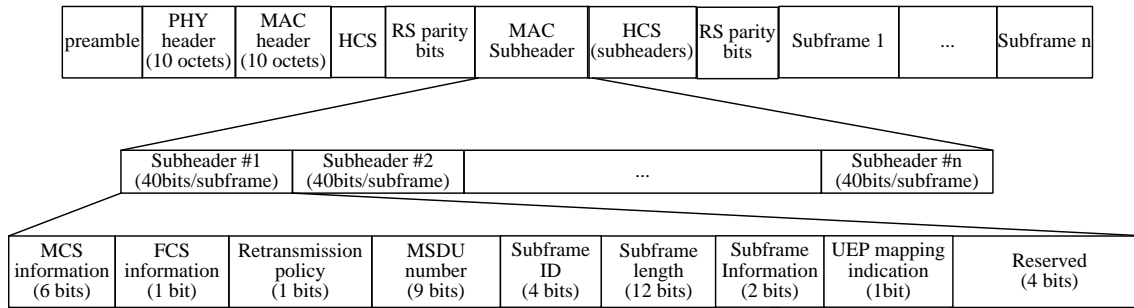 preamble
PHY
header
(10 octets)
MAC
header
(10 octets)
HCS
RS parity
bits
MAC
Subheader
HCS
(subheaders)
RS parity
bits
Subframe 1
...
Subframe n
Subheader #1
(40bits/subframe)
Subheader #2
(40bits/subframe)
...
Subheader #n
(40bits/subframe)
MCS
information
(6 bits)
FCS
information
(1 bit)
Retransmission
policy
(1 bits)
MSDU
number
(9 bits)
Subframe
ID
(4 bits)
Subframe
length
(12 bits)
Subframe
Information
(2 bits)
UEP mapping
indication
(1bit)
Reserved
(4 bits)